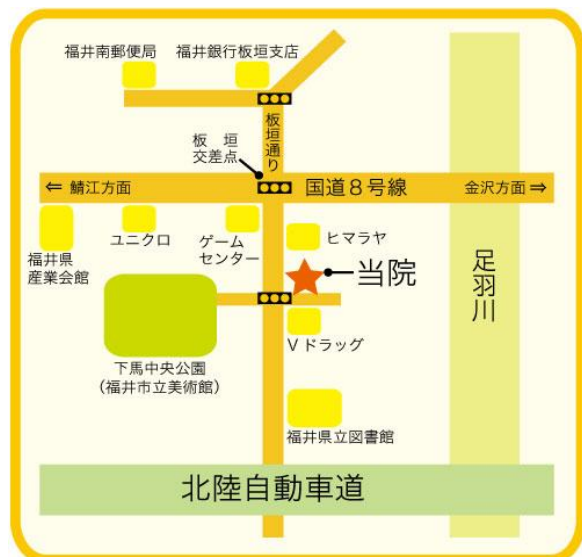 福井南郵便局
福井銀行板垣支店
板垣通り
板 垣
交差点
⇐ 鯖江方面
国道8号線
金沢方面 ⇒
福井県
産業会館
ユニクロ
ゲーム
センター
ヒマラヤ
当院
足羽川
Vドラッグ
下馬中央公園
(福井市立美術館)
福井県立図書館
北陸自動車道